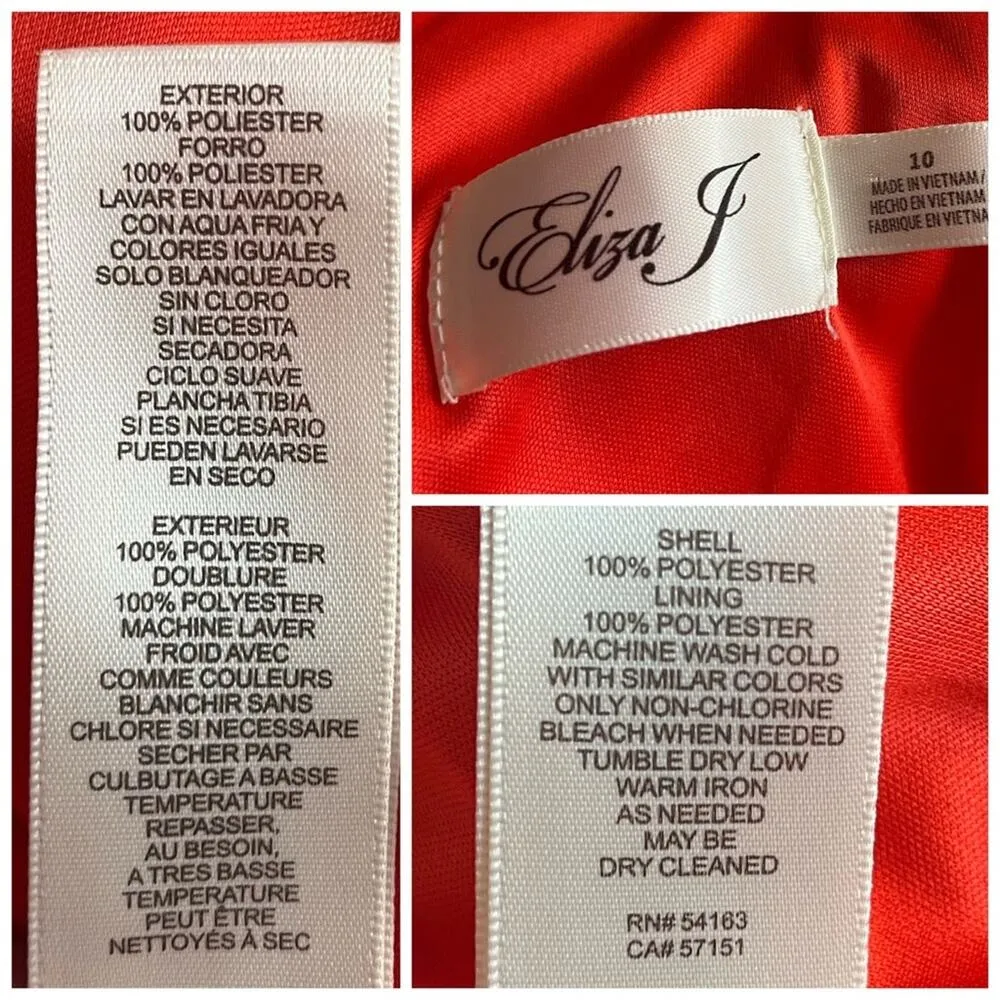 EXTERIOR
100% POLIESTER
FORRO
100% POLIESTER
LAVAR EN LAVADORA
CON AQUA FRIA Y
COLORES IGUALES
SOLO BLANQUEADOR
SIN CLORO
SI NECESITA
SECADORA
CICLO SUAVE
PLANCHA TIBIA
SI ES NECESARIO
PUEDEN LAVARSE
EN SECO
EXTERIEUR
100% POLYESTER
DOUBLURE
100% POLYESTER
MACHINE LAVER
FROID AVEC
COMME COULEURS
BLANCHIR SANS
CHLORE SI NECESSAIRE
SECHER PAR
CULBUTAGE A BASSE
TEMPERATURE
REPASSER,
AU BESOIN,
A TRES BASSE
TEMPERATURE
PEUT ÊTRE
NETTOYÉS À SEC
Eliza J
10
MADE IN VIETNAM /
HECHO EN VIETNAM
FABRIQUE EN VIETNA
SHELL
100% POLYESTER
LINING
100% POLYESTER
MACHINE WASH COLD
WITH SIMILAR COLORS
ONLY NON-CHLORINE
BLEACH WHEN NEEDED
TUMBLE DRY LOW
WARM IRON
AS NEEDED
MAY BE
DRY CLEANED
RN# 54163
CA# 57151